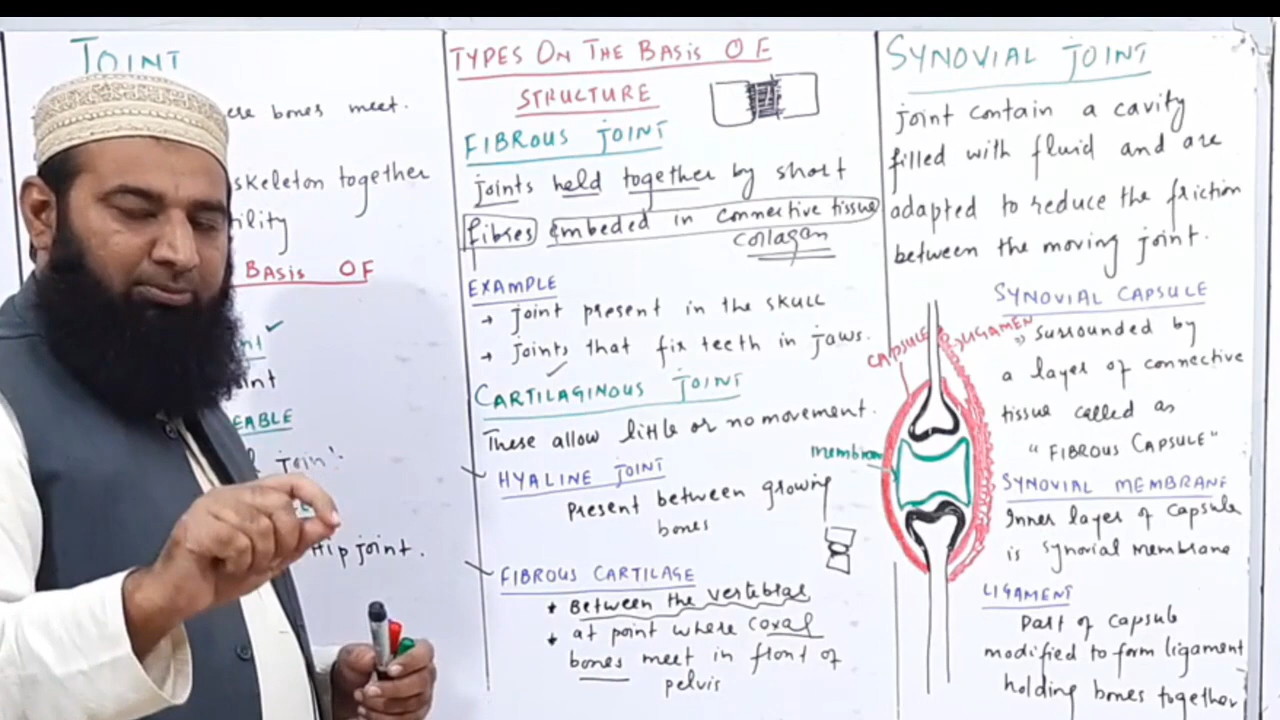 JOINT
ere bones meet.
skeleton together
ility
BASIS OF
nt
int
EABLE
join
Hip joint.
TYPES ON THE BASIS OF
STRUCTURE
FIBROUS JOINT
joints held together by short
fibres embeded in connective tissue
collagan
EXAMPLE
→ joint present in the skull
→ joints that fix teeth in jaws.
CARTILAGINOUS JOINT
These allow little or no movement.
HYALINE JOINT
Present between growing
bones
FIBROUS CARTILAGE
* Between the vertebras
* at point where coxal
bones meet in front of
pelvis
SYNOVIAL JOINT
joint contain a cavity
filled with fluid and are
adapted to reduce the friction
between the moving joint.
SYNOVIAL CAPSULE
CAPSULE
surrounded by
a layer of connective
tissue called as
"FIBROUS CAPSULE"
membran
SYNOVIAL MEMBRANE
Inner layer of capsule
is synovial membrane
LIGAMENT
Part of capsule
modified to form ligament
holding bones together